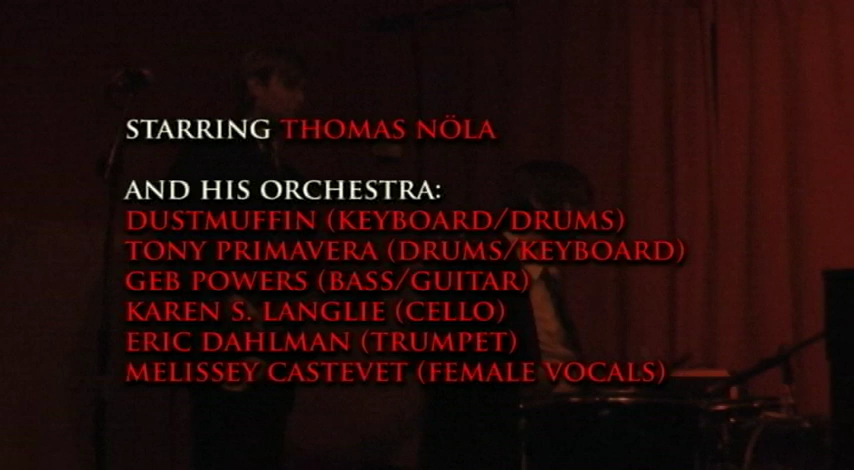 STARRING THOMAS NÖLA
AND HIS ORCHESTRA:
DUSTMUFFIN (KEYBOARD/DRUMS)
TONY PRIMAVERA (DRUMS/KEYBOARD)
GEB POWERS (BASS/GUITAR)
KAREN S. LANGLIE (CELLO)
ERIC DAHLMAN (TRUMPET)
MELISSEY CASTEVET (FEMALE VOCALS)